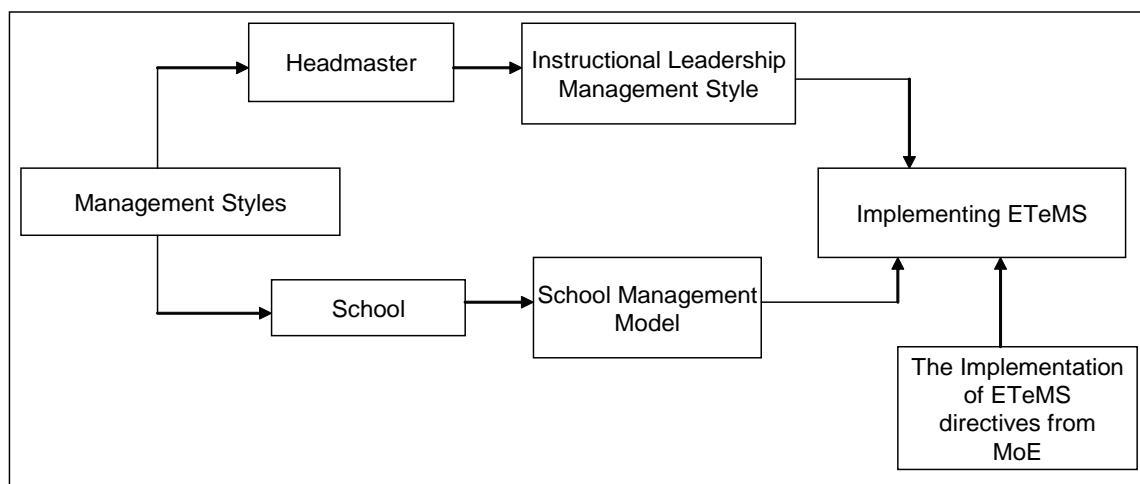 Headmaster
Instructional Leadership
Management Style
Management Styles
Implementing ETeMS
School
School Management
Model
The Implementation
of ETeMS
directives from
MoE